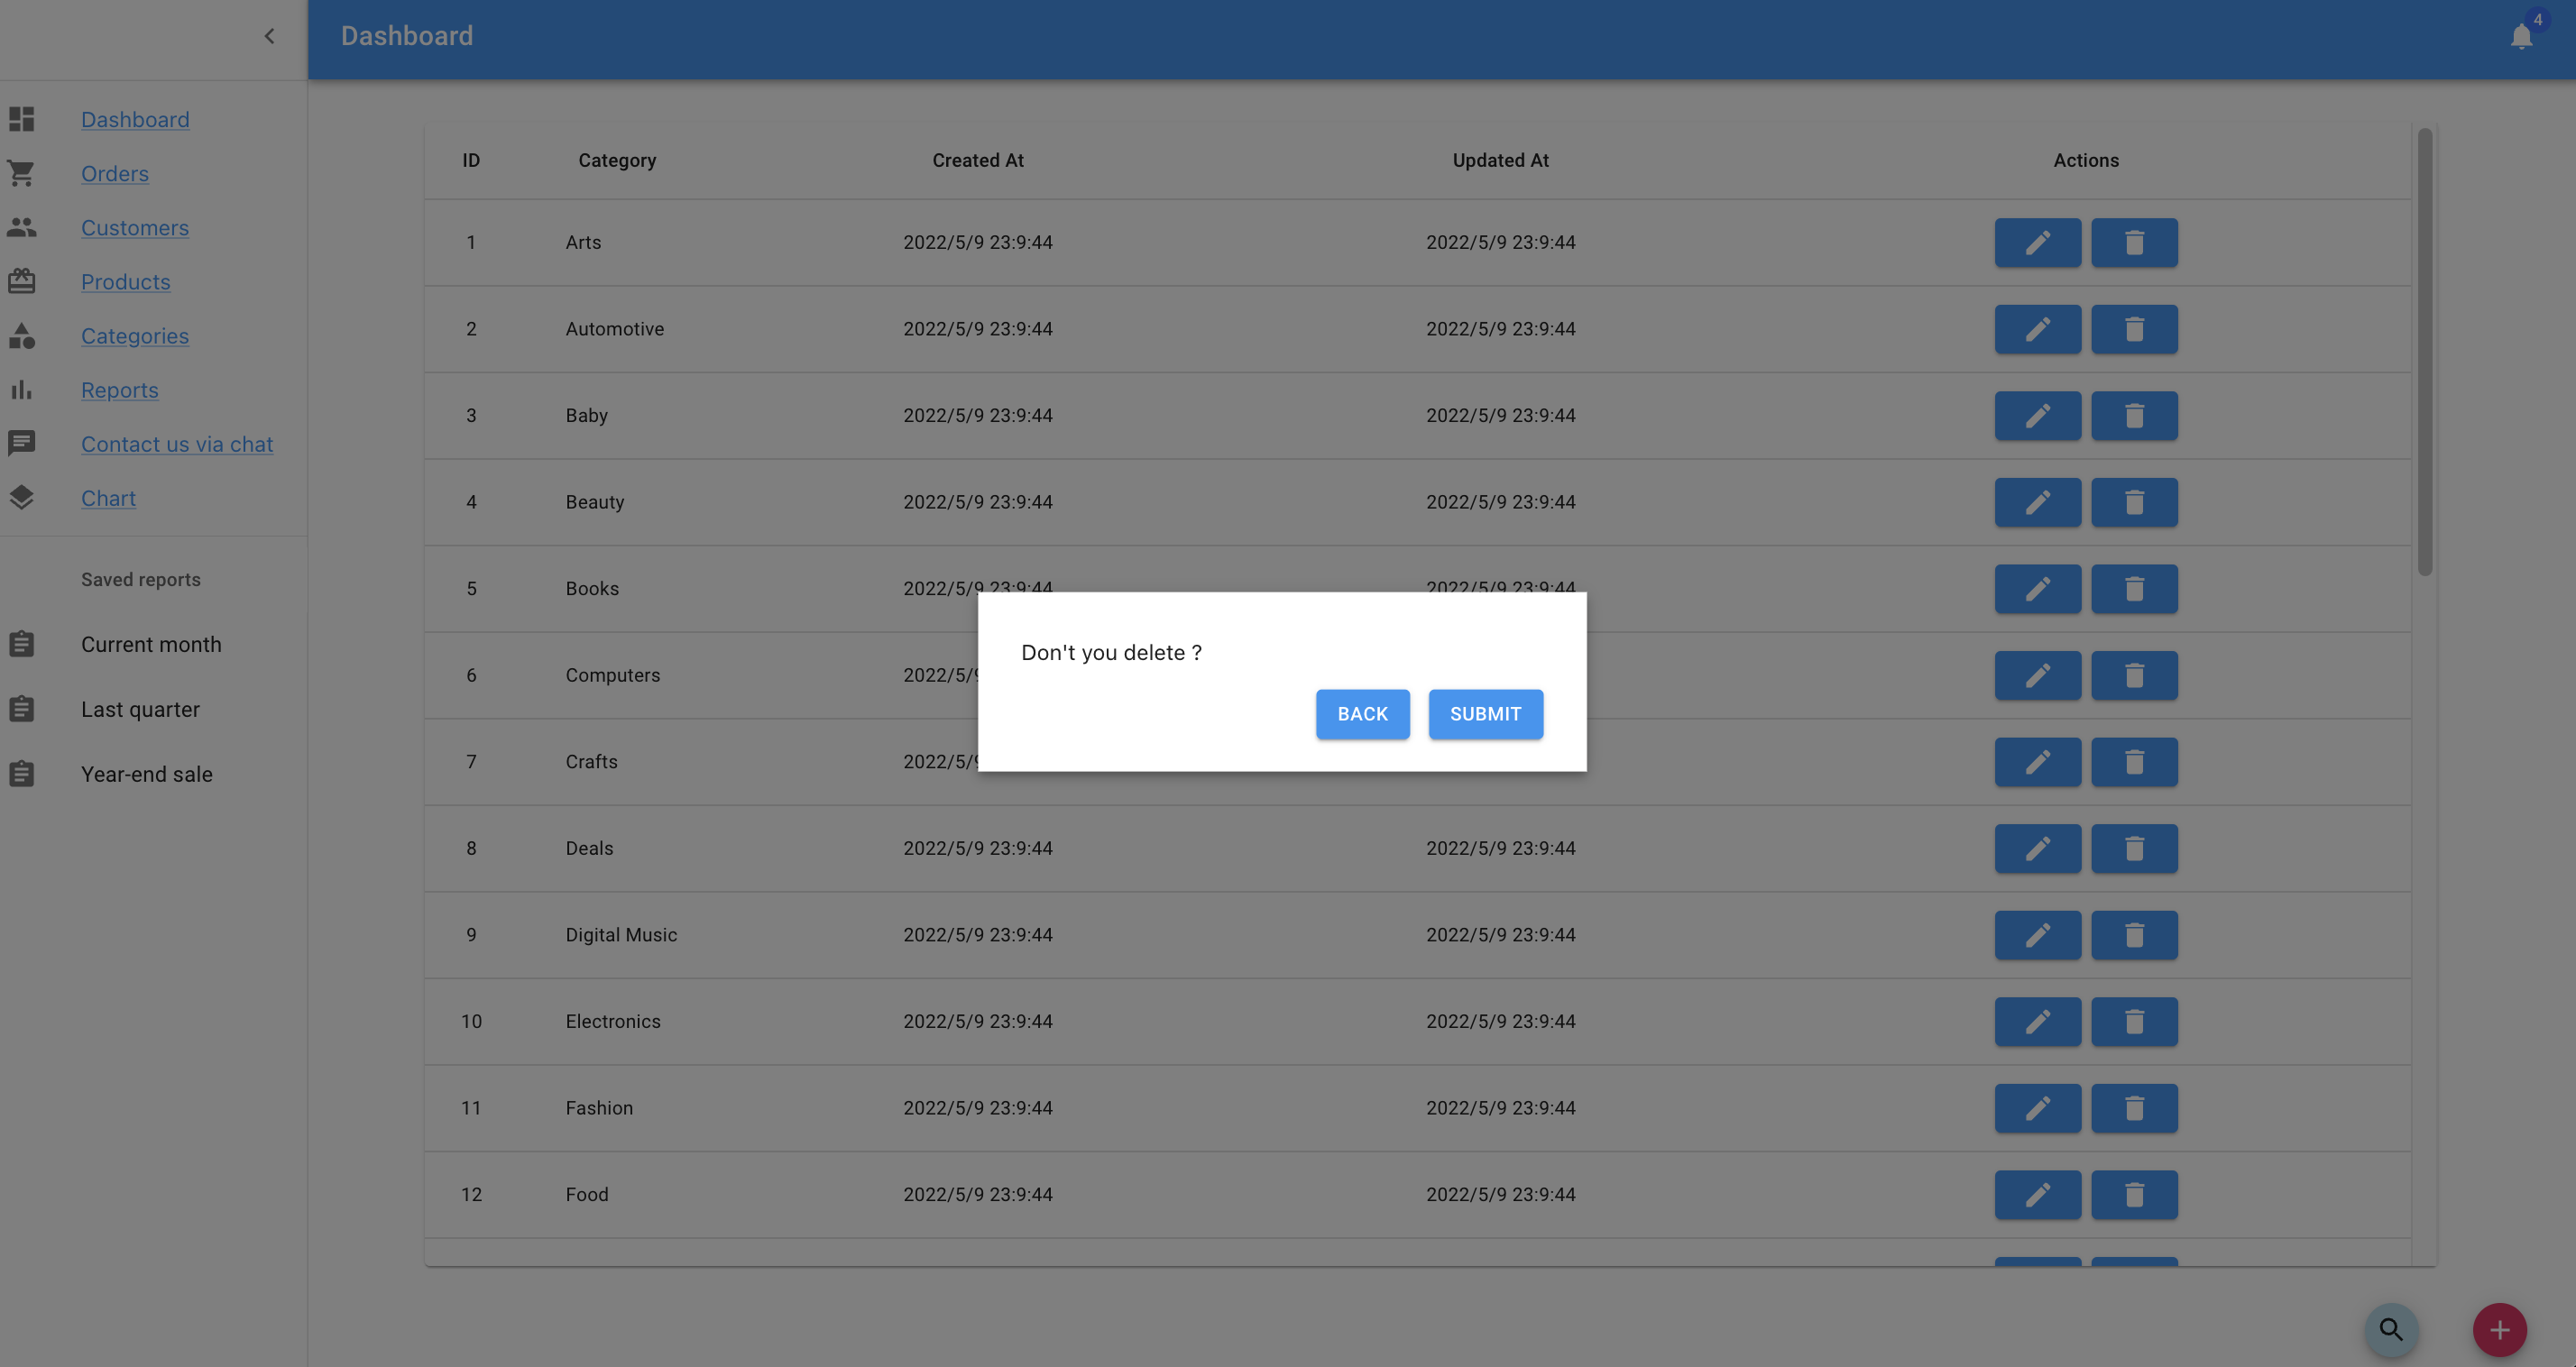 Dashboard
4
Dashboard
Orders
Customers
Products
Categories
Reports
Contact us via chat
Chart
Saved reports
Current month
Last quarter
Year-end sale
ID Category Created At Updated At Actions
1 Arts 2022/5/9 23:9:44 2022/5/9 23:9:44
2 Automotive 2022/5/9 23:9:44 2022/5/9 23:9:44
3 Baby 2022/5/9 23:9:44 2022/5/9 23:9:44
4 Beauty 2022/5/9 23:9:44 2022/5/9 23:9:44
5 Books 2022/5/9 23:9:44 2022/5/9 23:9:44
6 Computers 2022/5/9
7 Crafts 2022/5/9
8 Deals 2022/5/9 23:9:44 2022/5/9 23:9:44
9 Digital Music 2022/5/9 23:9:44 2022/5/9 23:9:44
10 Electronics 2022/5/9 23:9:44 2022/5/9 23:9:44
11 Fashion 2022/5/9 23:9:44 2022/5/9 23:9:44
12 Food 2022/5/9 23:9:44 2022/5/9 23:9:44
Don't you delete ?
BACK SUBMIT